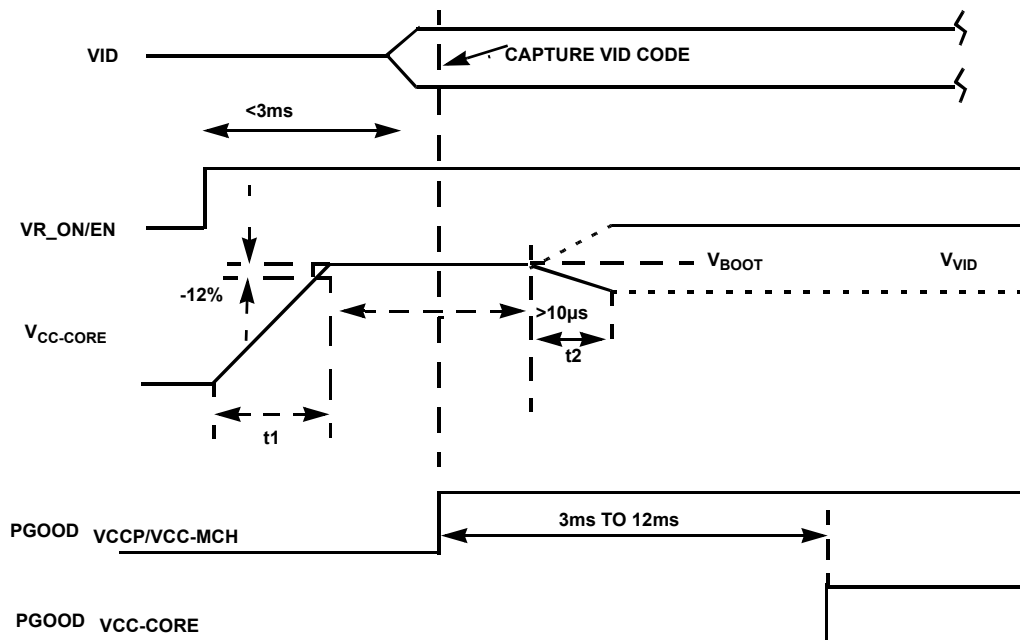 VID
CAPTURE VID CODE
<3ms
VR_ON/EN
-12%
VBOOT
VVID
>10µs
VCC-CORE
t2
t1
3ms TO 12ms
PGOOD VCCP/VCC-MCH
PGOOD VCC-CORE